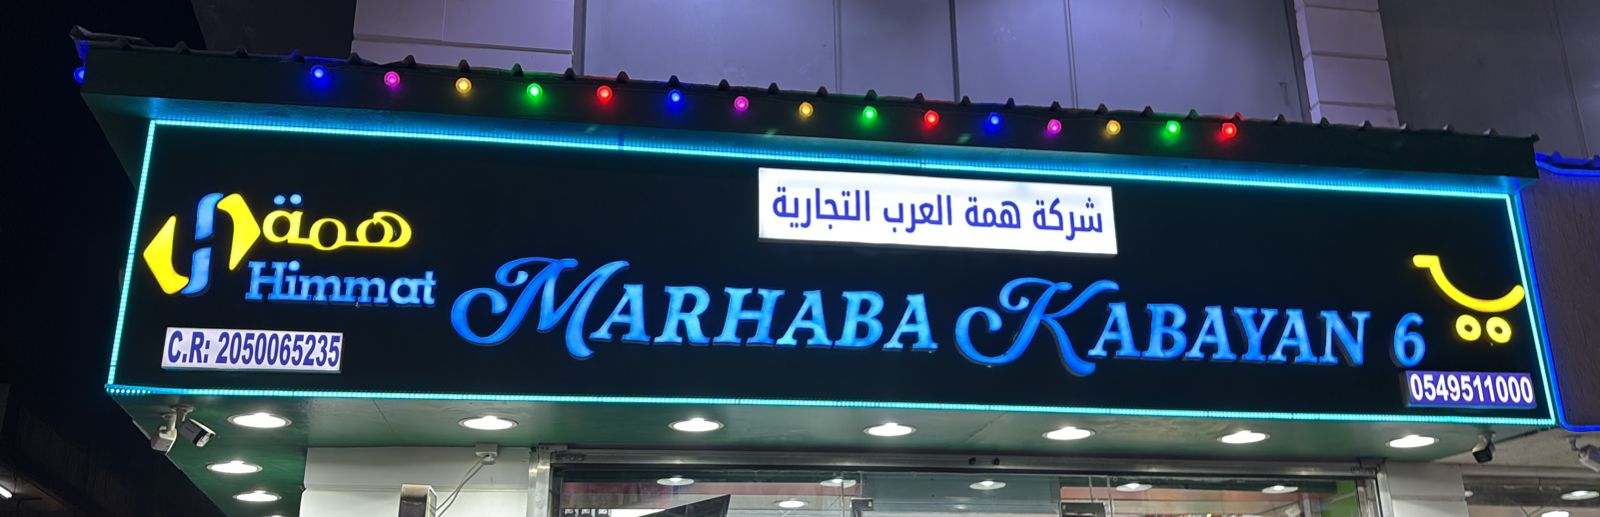 شركة همة العرب التجارية
همة
Himmat
MARHABA KABAYAN 6
C.R: 2050065235
0549511000